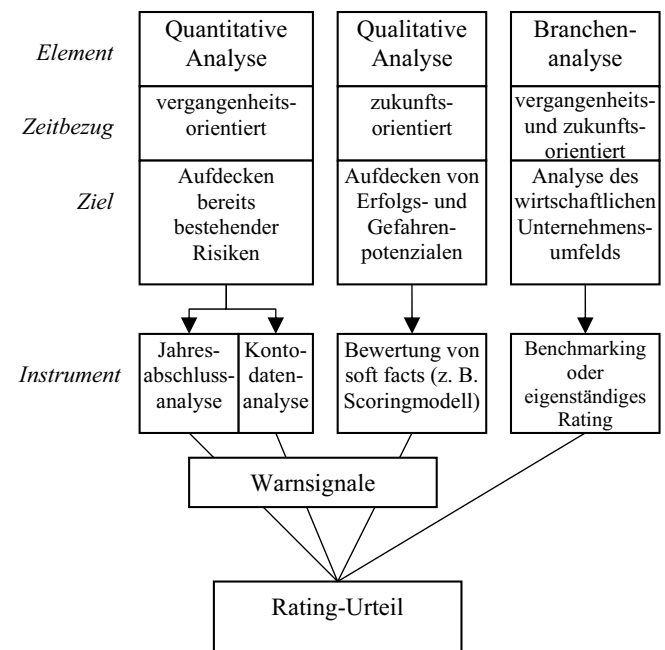 Element
Quantitative
Analyse
Qualitative
Analyse
Branchen-
analyse
Zeitbezug
vergangenheits-
orientiert
zukunfts-
orientiert
vergangenheits-
und zukunfts-
orientiert
Ziel
Aufdecken
bereits
bestehender
Risiken
Aufdecken von
Erfolgs- und
Gefahren-
potenzialen
Analyse des
wirtschaftlichen
Unternehmens-
umfelds
Instrument
Jahres-
abschluss-
analyse
Konto-
daten-
analyse
Bewertung von
soft facts (z. B.
Scoringmodell)
Benchmarking
oder
eigenständiges
Rating
Warnsignale
Rating-Urteil